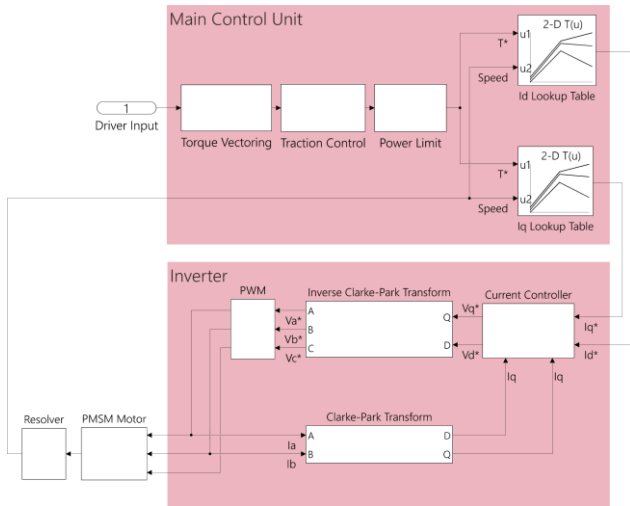 Main Control Unit
2-D T(u)
u1
T*
u2
Speed
Id Lookup Table
1
Driver Input
Torque Vectoring
Traction Control
Power Limit
2-D T(u)
u1
T*
u2
Speed
Iq Lookup Table
Inverter
PWM
Inverse Clarke-Park Transform
Current Controller
A
Va*
B
Vb*
C
Vc*
Vq*
Q
Vd*
D
Iq*
Id*
Iq
Iq
Resolver
PMSM Motor
Clarke-Park Transform
A
Ia
B
Ib
D
Q